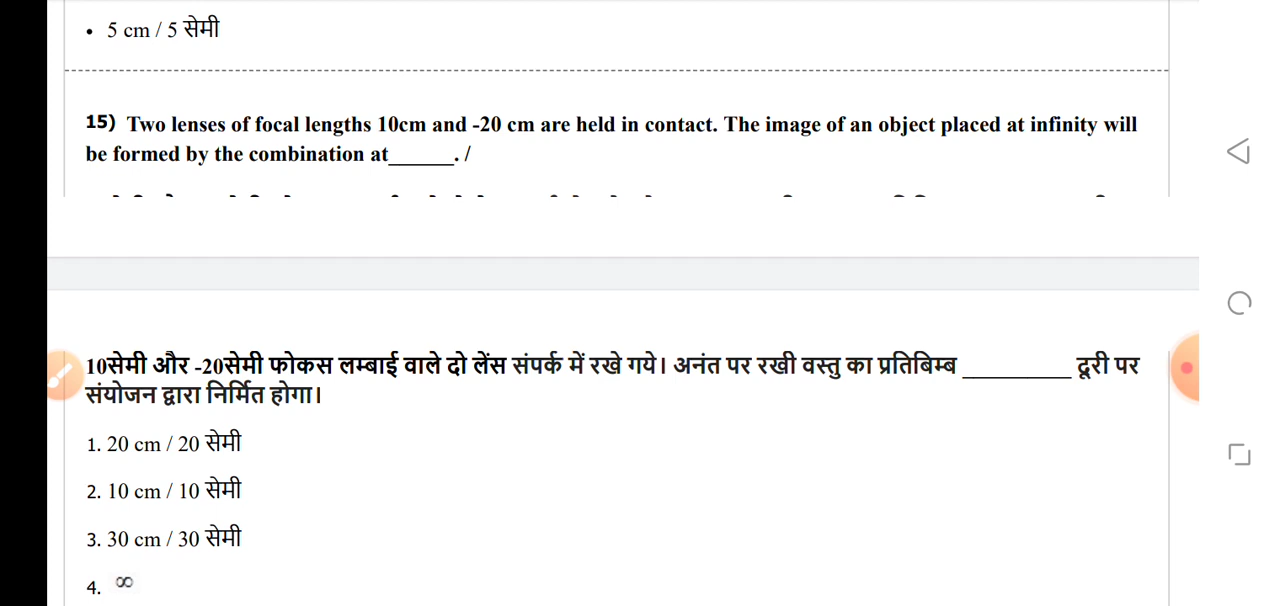 • 5 cm / 5 सेमी
15) Two lenses of focal lengths 10cm and -20 cm are held in contact. The image of an object placed at infinity will
be formed by the combination at______. /
10सेमी और -20सेमी फोकस लम्बाई वाले दो लेंस संपर्क में रखे गये। अनंत पर रखी वस्तु का प्रतिबिम्ब __________ दूरी पर
संयोजन द्वारा निर्मित होगा।
1. 20 cm / 20 सेमी
2. 10 cm / 10 सेमी
3. 30 cm / 30 सेमी
4. ∞